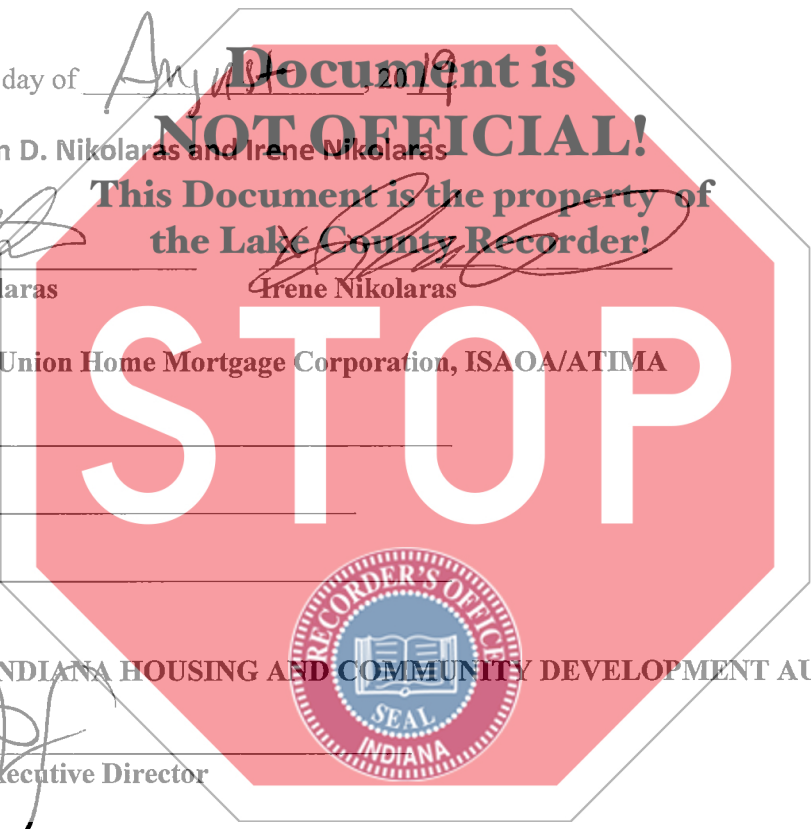 day of August, 2019
Document is
NOT OFFICIAL!
n D. Nikolaras and Irene Nikolaras
This Document is the property of
the Lake County Recorder!
X
laras Irene Nikolaras
STOP
Union Home Mortgage Corporation, ISAOA/ATIMA
RECORDER'S OFFICE
SEAL
INDIANA
NDIANA HOUSING AND COMMUNITY DEVELOPMENT AU
xecutive Director